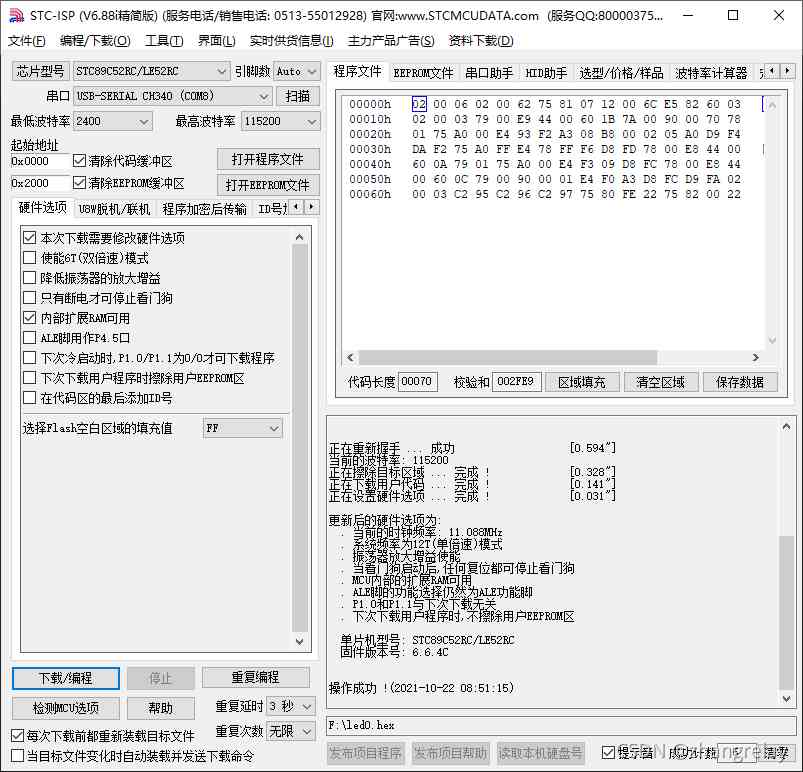 STC-ISP (V6.88i精简版) (服务电话/销售电话: 0513-55012928) 官网:www.STCMCUDATA.com (服务QQ:80000375...
文件(F) 编程/下载(O) 工具(T) 界面(L) 实时供货信息(I) 主力产品广告(S) 资料下载(D)
芯片型号 STC89C52RC/LE52RC 引脚数 Auto
串口 USB-SERIAL CH340 (COM8) 扫描
最低波特率 2400 最高波特率 115200
起始地址
0x0000 清除代码缓冲区 打开程序文件
0x2000 清除EEPROM缓冲区 打开EEPROM文件
硬件选项 U8W脱机/联机 程序加密后传输
本次下载需要修改硬件选项
使能6T(双倍速)模式
降低振荡器的放大增益
只有断电才可停止看门狗
内部扩展RAM可用
ALE脚用作P4.5口
下次冷启动时,P1.0/P1.1为0/0才可下载程序
下次下载用户程序时擦除用户EEPROM区
在代码区的最后添加ID号
选择Flash空白区域的填充值 FF
下载/编程 停止 重复编程
检测MCU选项 帮助 重复延时 3 秒
重复次数 无限
每次下载前都重新装载目标文件
当目标文件变化时自动装载并发送下载命令
程序文件 EEPROM文件 串口助手 HID助手 选型/价格/样品 波特率计算器
00000h 02 00 06 02 00 62 75 81 07 12 00 6C E5 82 60 03
00010h 02 00 03 79 00 E9 44 00 60 1B 7A 00 90 00 74 78
00020h 01 75 A0 00 E4 93 F2 A3 08 B8 00 02 05 A0 D9 F4
00030h DA F2 75 A0 FF E4 78 FF F6 D8 FD 78 00 E8 44 00
00040h 60 0A 79 01 75 A0 00 E4 F3 09 D8 FC 78 00 E8 44
00050h 00 60 0C 79 00 90 00 01 E4 F0 A3 D8 FC D9 FA 02
00060h 00 03 C2 95 C2 96 C2 97 75 80 FE 22 75 82 00 22
代码长度 00070 校验和 002FE9 区域填充 清空区域 保存数据
正在重新握手 ... 成功 [0.594"]
当前的波特率: 115200
正在擦除目标区域 ... 完成 ! [0.328"]
正在下载用户代码 ... 完成 ! [0.141"]
正在设置硬件选项 ... 完成 ! [0.031"]
更新后的硬件选项为:
. 当前的时钟频率: 11.088MHz
. 系统频率为12T(单倍速)模式
. 振荡器放大增益使能
. 当看门狗启动后,任何复位都可停止看门狗
. MCU内部的扩展RAM可用
. ALE脚的功能选择仍然为ALE功能脚
. P1.0和P1.1与下次下载无关
. 下次下载用户程序时,不擦除用户EEPROM区
单片机型号: STC89C52RC/LE52RC
固件版本号: 6.6.4C
操作成功 !(2021-10-22 08:51:15)
F:\led0.hex
发布项目程序 发布项目帮助 读取本机硬盘号 提示音 成功计数 5 清零